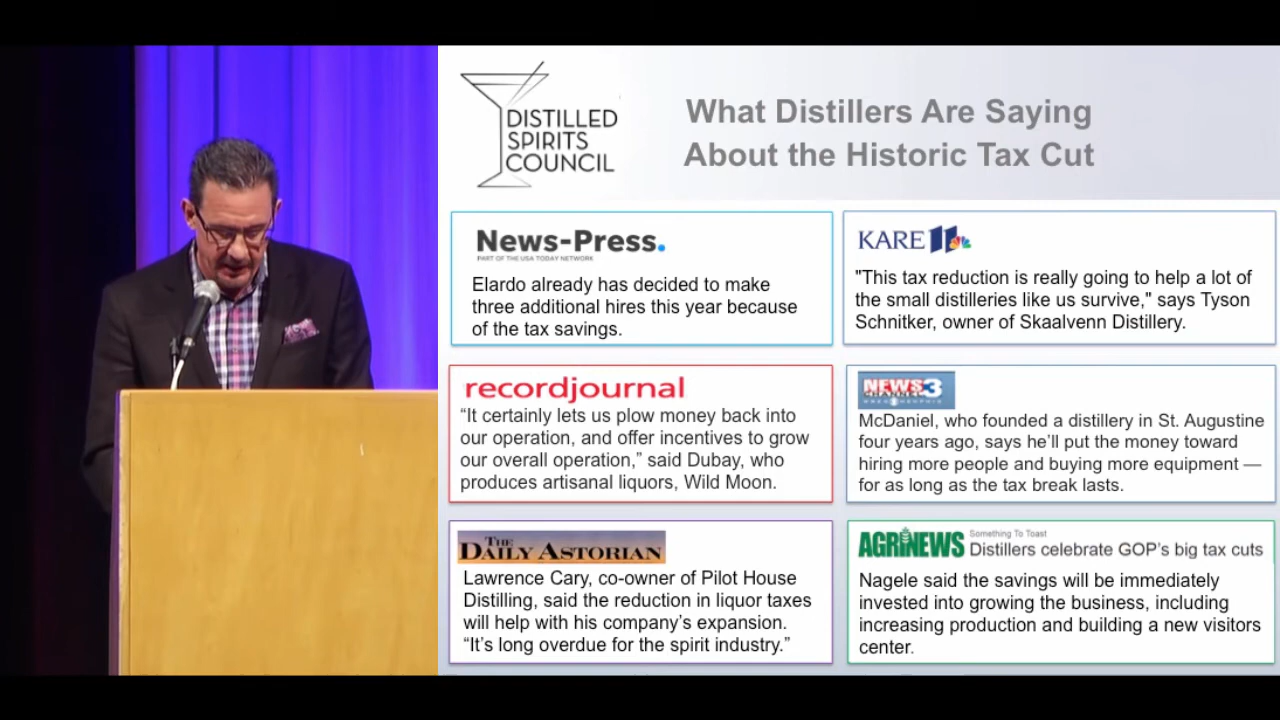 DISTILLED
SPIRITS
COUNCIL
What Distillers Are Saying
About the Historic Tax Cut
News-Press.
PART OF THE USA TODAY NETWORK
Elardo already has decided to make
three additional hires this year because
of the tax savings.
KARE 11
"This tax reduction is really going to help a lot of
the small distilleries like us survive," says Tyson
Schnitker, owner of Skaalvenn Distillery.
recordjournal
“It certainly lets us plow money back into
our operation, and offer incentives to grow
our overall operation,” said Dubay, who
produces artisanal liquors, Wild Moon.
NEWS
CHANNEL 3
McDaniel, who founded a distillery in St. Augustine
four years ago, says he’ll put the money toward
hiring more people and buying more equipment —
for as long as the tax break lasts.
THE
DAILY ASTORIAN
Lawrence Cary, co-owner of Pilot House
Distilling, said the reduction in liquor taxes
will help with his company’s expansion.
“It’s long overdue for the spirit industry.”
AGRINEWS
Something To Toast
Distillers celebrate GOP’s big tax cuts
Nagele said the savings will be immediately
invested into growing the business, including
increasing production and building a new visitors
center.